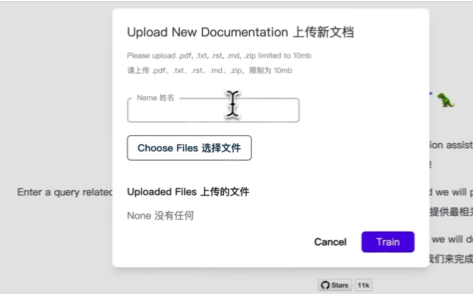 Upload New Documentation 上传新文档
Please upload .pdf, .txt, .rst, .md, .zip limited to 10mb
请上传 .pdf、.txt、.rst、.md、.zip，限制为 10mb
Name 姓名
Choose Files 选择文件
ion assist
Enter a query related
d we will p
Uploaded Files 上传的文件
提供最相关
None 没有任何
we will de
Cancel
Train
我们来完成
Stars 11k